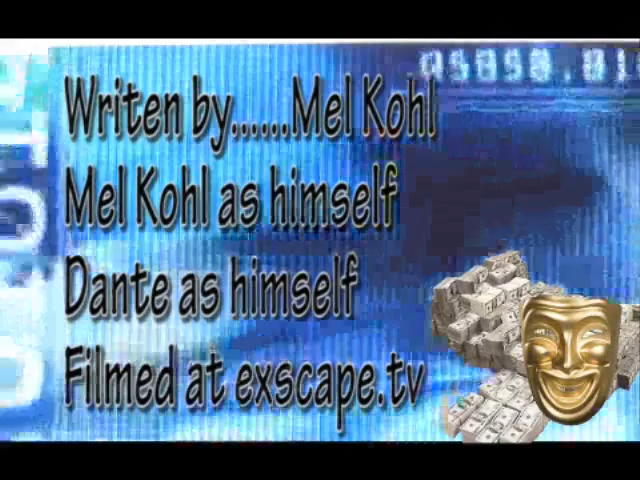 Writen by......Mel Kohl
Mel Kohl as himself
Dante as himself
Filmed at exscape.tv